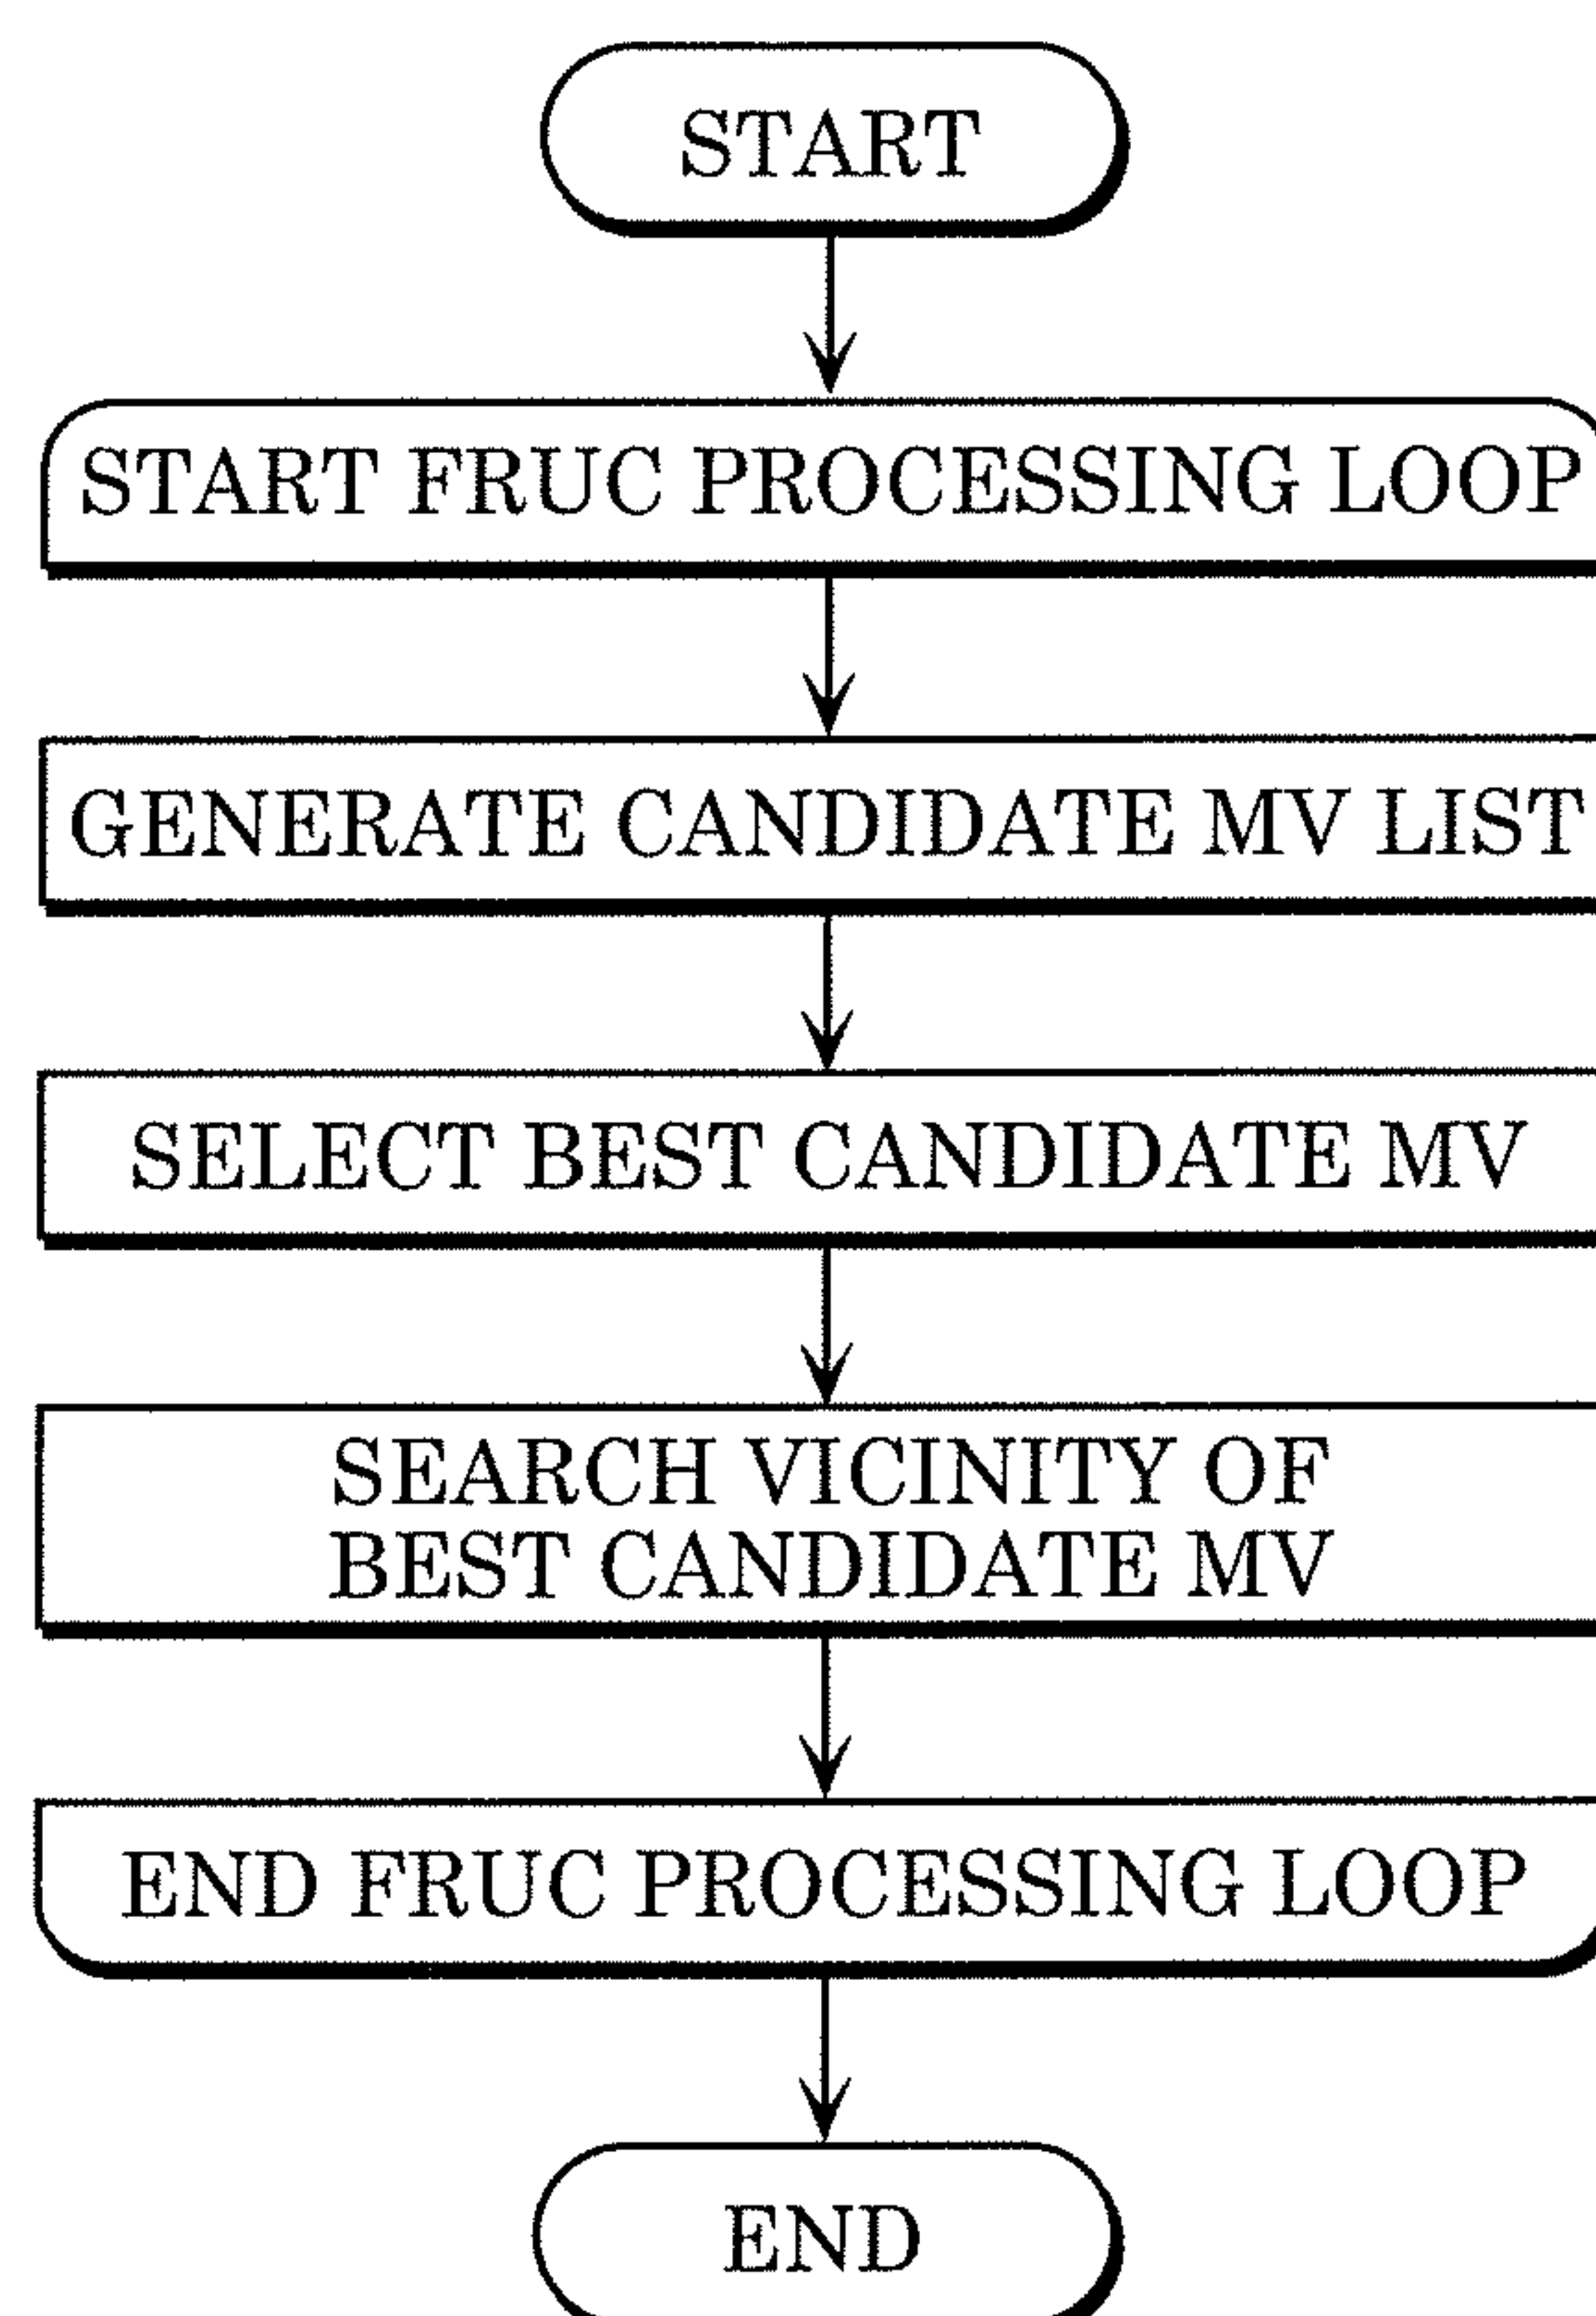 START
START FRUC PROCESSING LOOP
GENERATE CANDIDATE MV LIST
SELECT BEST CANDIDATE MV
SEARCH VICINITY OF
BEST CANDIDATE MV
END FRUC PROCESSING LOOP
END